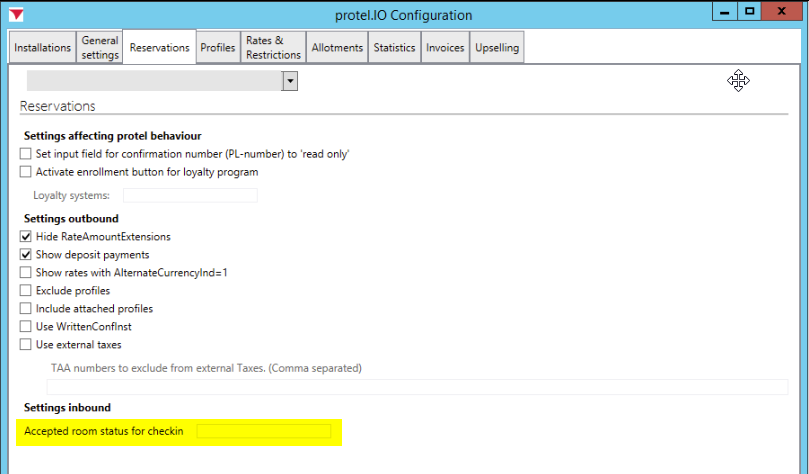 protel.IO Configuration
Installations
General settings
Reservations
Profiles
Rates & Restrictions
Allotments
Statistics
Invoices
Upselling
Reservations
Settings affecting protel behaviour
Set input field for confirmation number (PL-number) to 'read only'
Activate enrollment button for loyalty program
Loyalty systems:
Settings outbound
Hide RateAmountExtensions
Show deposit payments
Show rates with AlternateCurrencyInd=1
Exclude profiles
Include attached profiles
Use WrittenConfInst
Use external taxes
TAA numbers to exclude from external Taxes. (Comma separated)
Settings inbound
Accepted room status for checkin